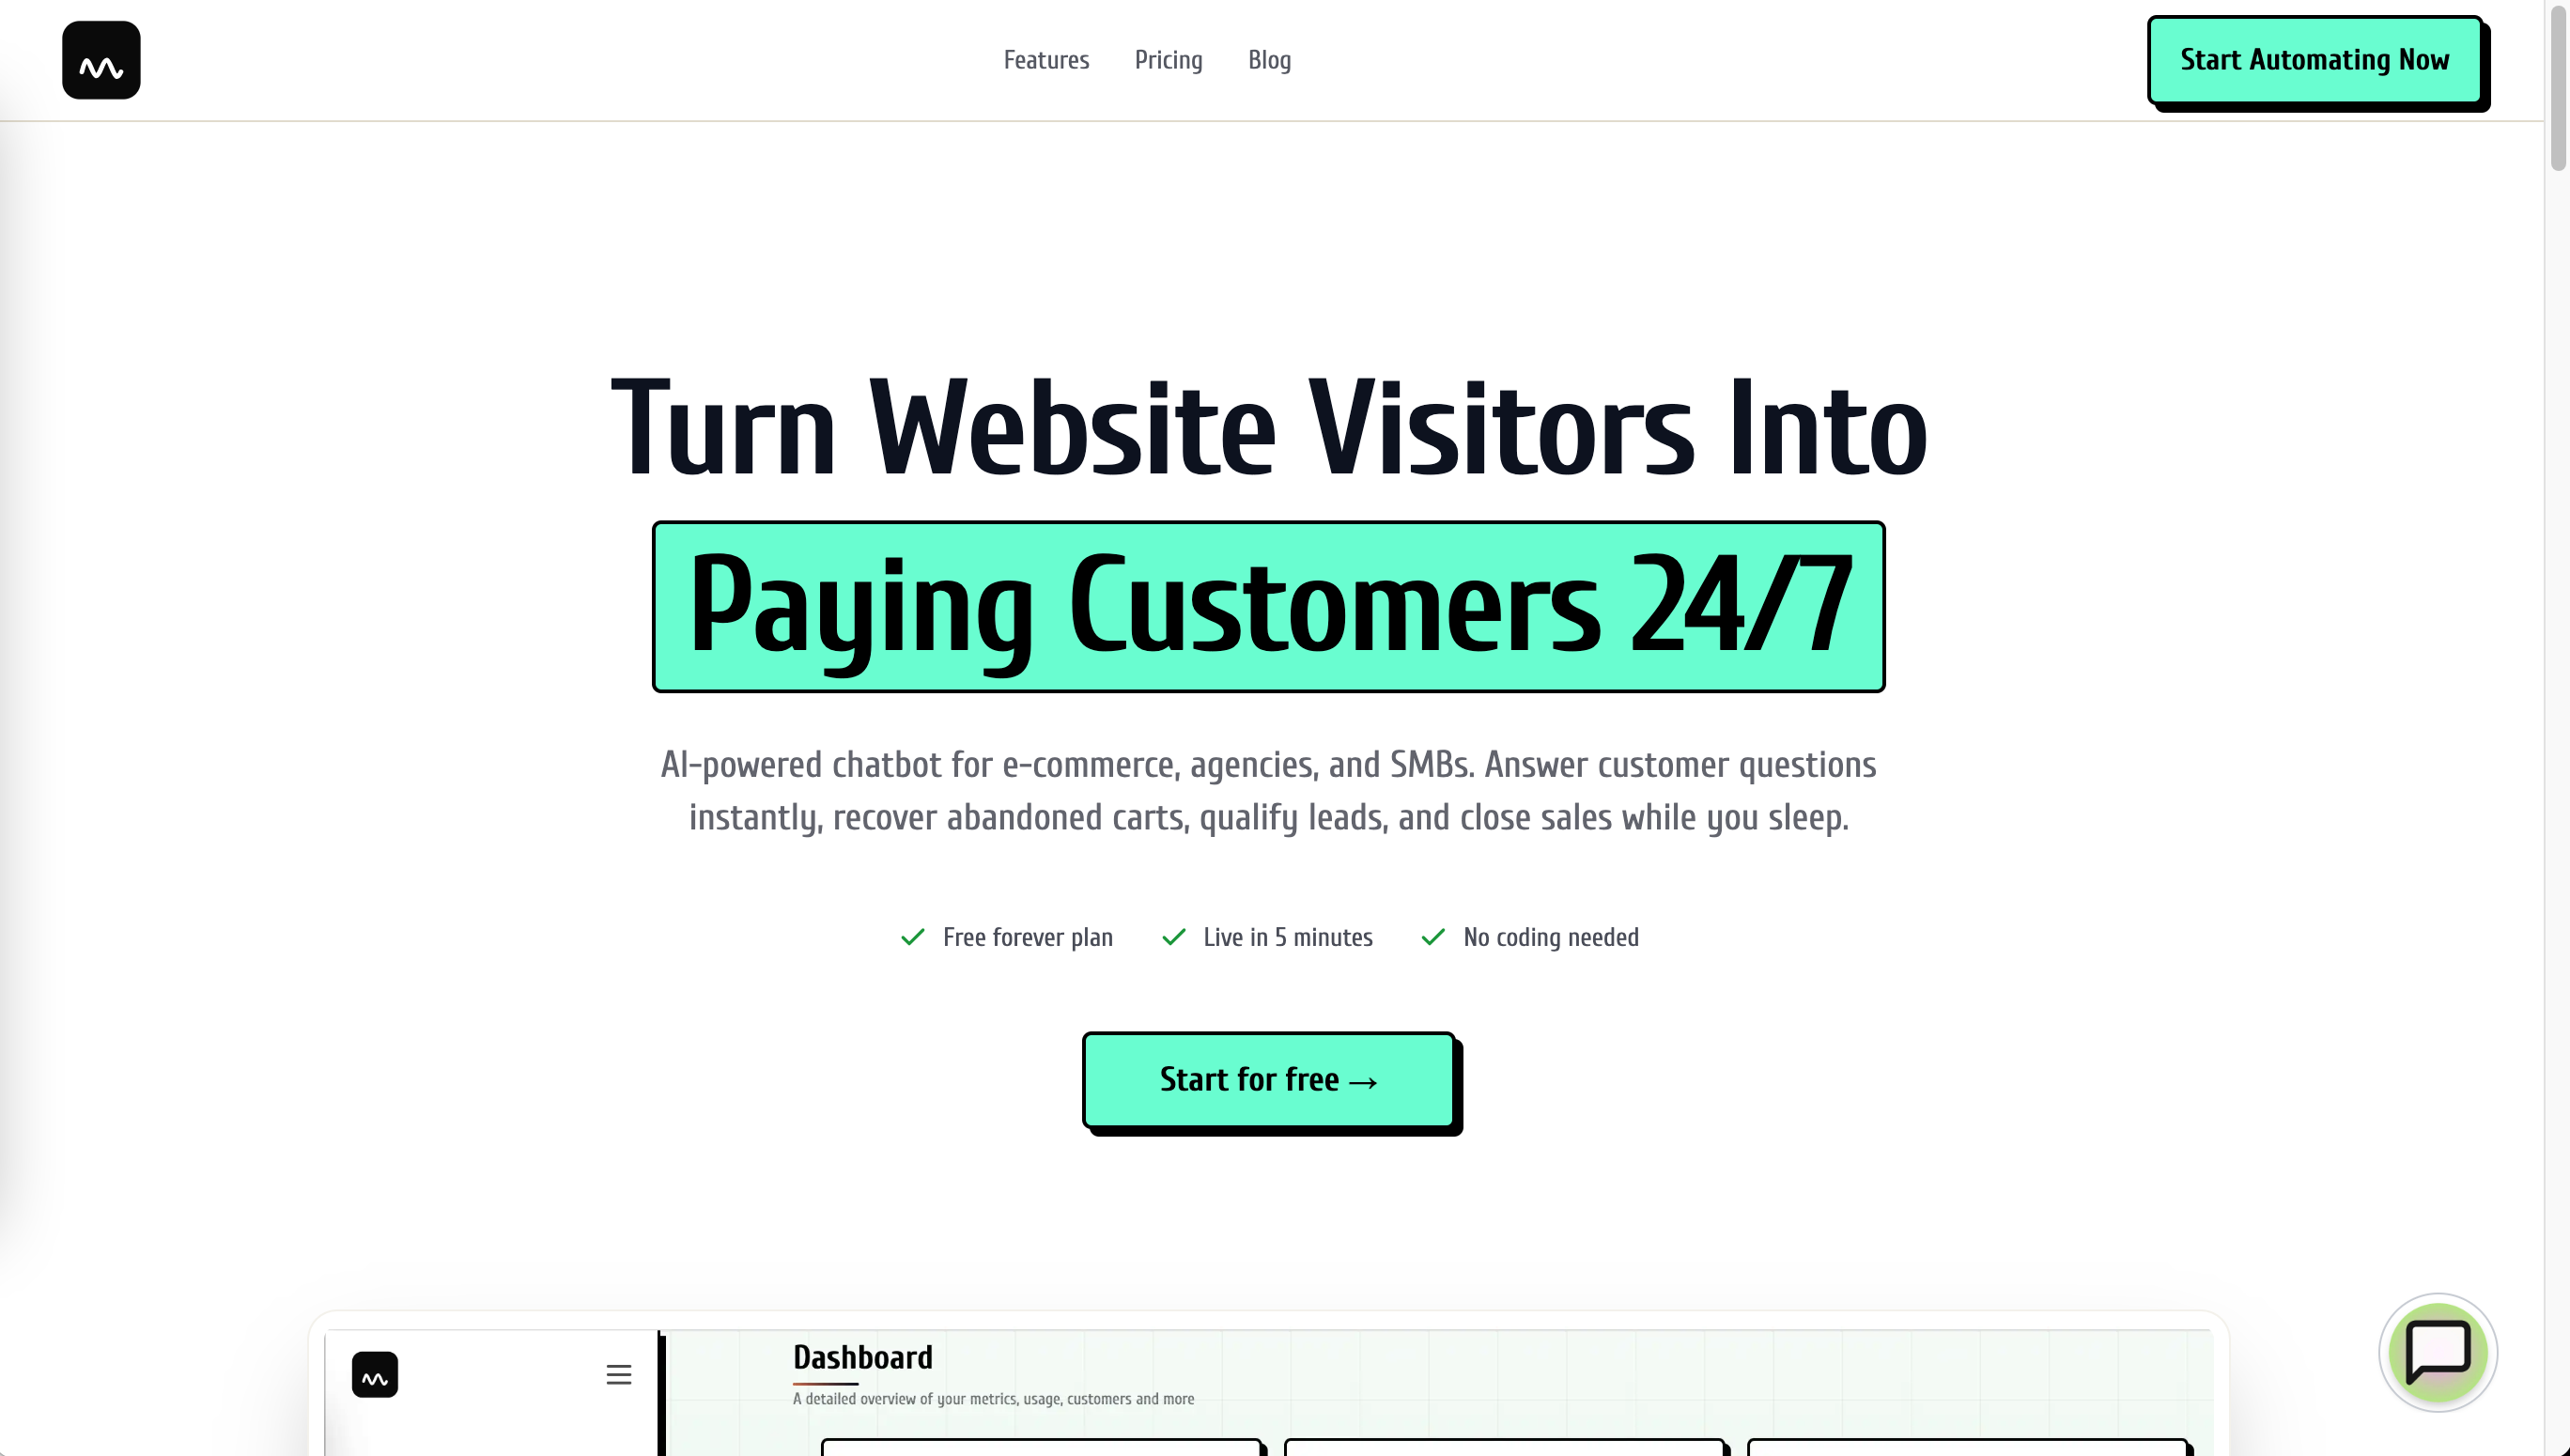 Features
Pricing
Blog
Start Automating Now
Turn Website Visitors Into
Paying Customers 24/7
AI-powered chatbot for e-commerce, agencies, and SMBs. Answer customer questions
instantly, recover abandoned carts, qualify leads, and close sales while you sleep.
Free forever plan
Live in 5 minutes
No coding needed
Start for free →
Dashboard
A detailed overview of your metrics, usage, customers and more